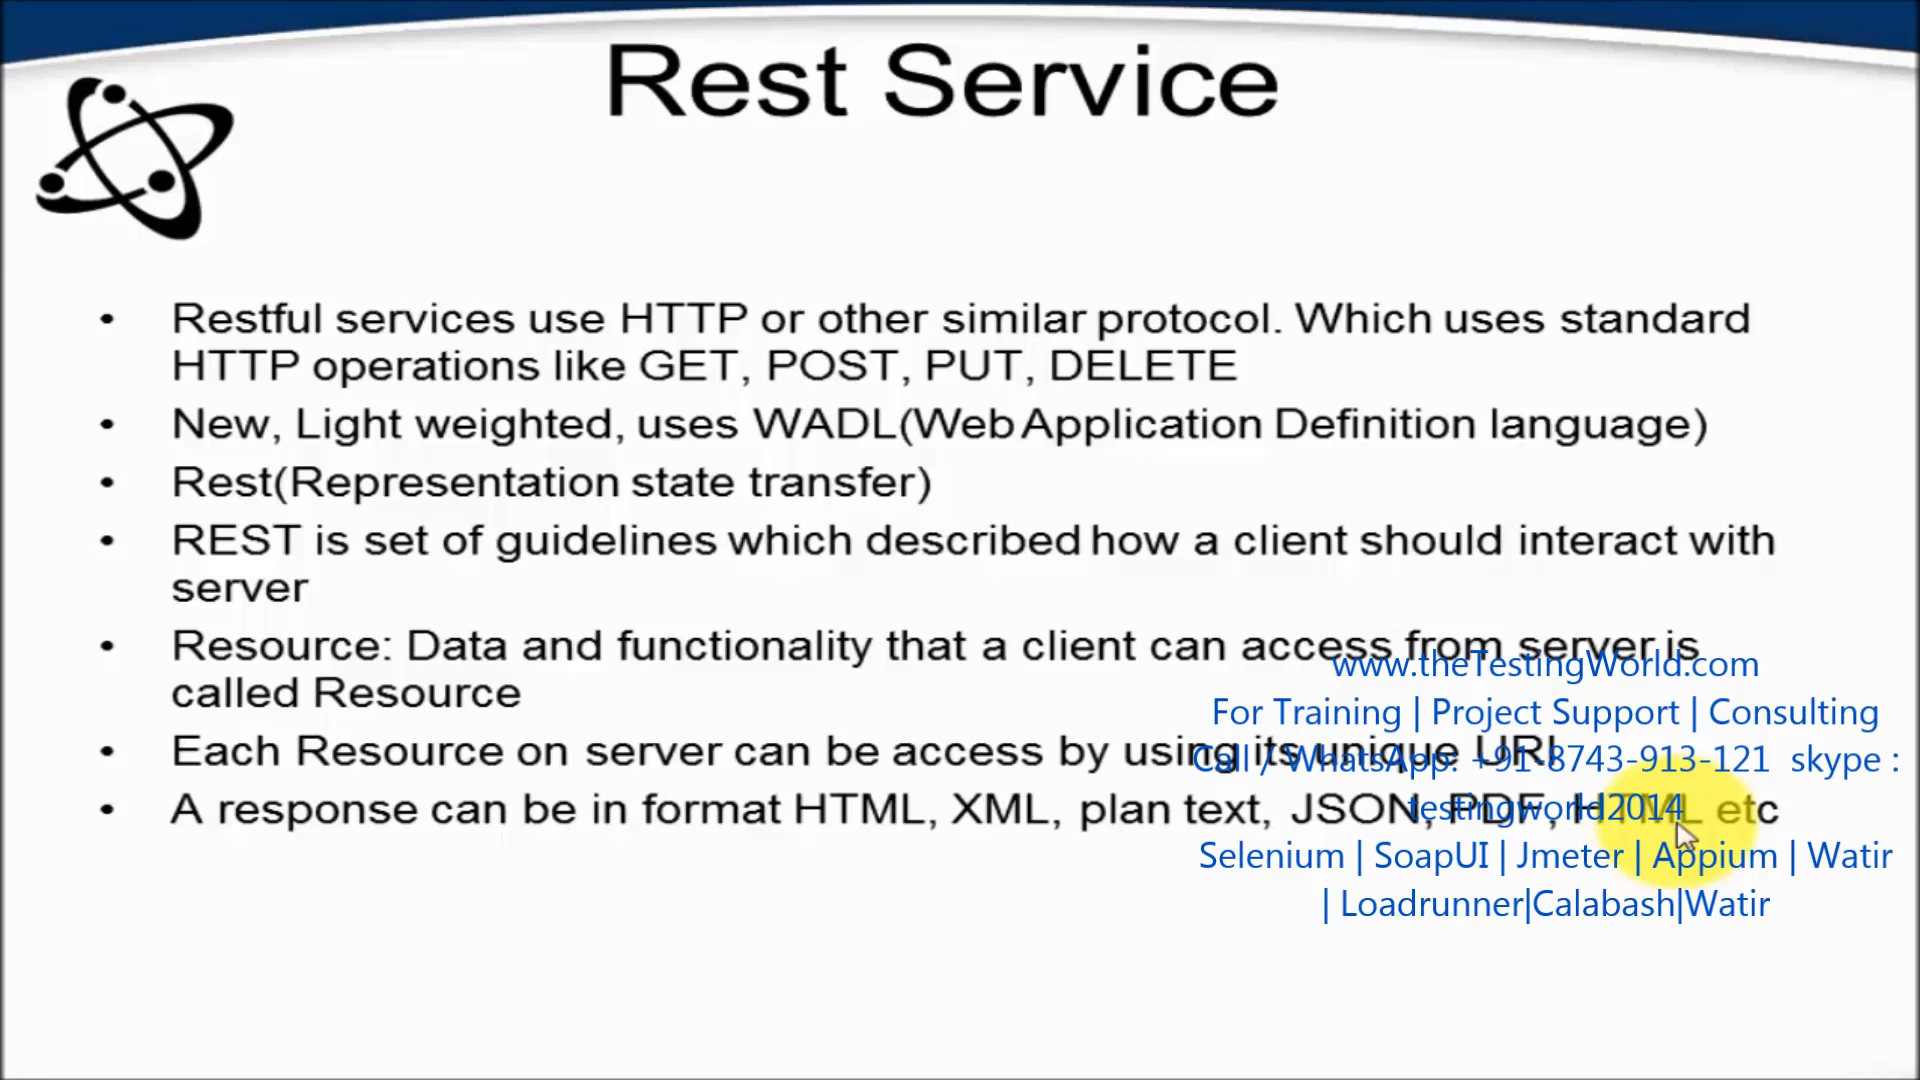 Rest Service
• Restful services use HTTP or other similar protocol. Which uses standard
HTTP operations like GET, POST, PUT, DELETE
• New, Light weighted, uses WADL(Web Application Definition language)
• Rest(Representation state transfer)
• REST is set of guidelines which described how a client should interact with
server
• Resource: Data and functionality that a client can access from server is
called Resource
• Each Resource on server can be access by using its unique URI
• A response can be in format HTML, XML, plan text, JSON, PDF, HTML etc
www.theTestingWorld.com
For Training | Project Support | Consulting
Call / WhatsApp: +91-8743-913-121 skype :
testingworld2014
Selenium | SoapUI | Jmeter | Appium | Watir
| Loadrunner|Calabash|Watir